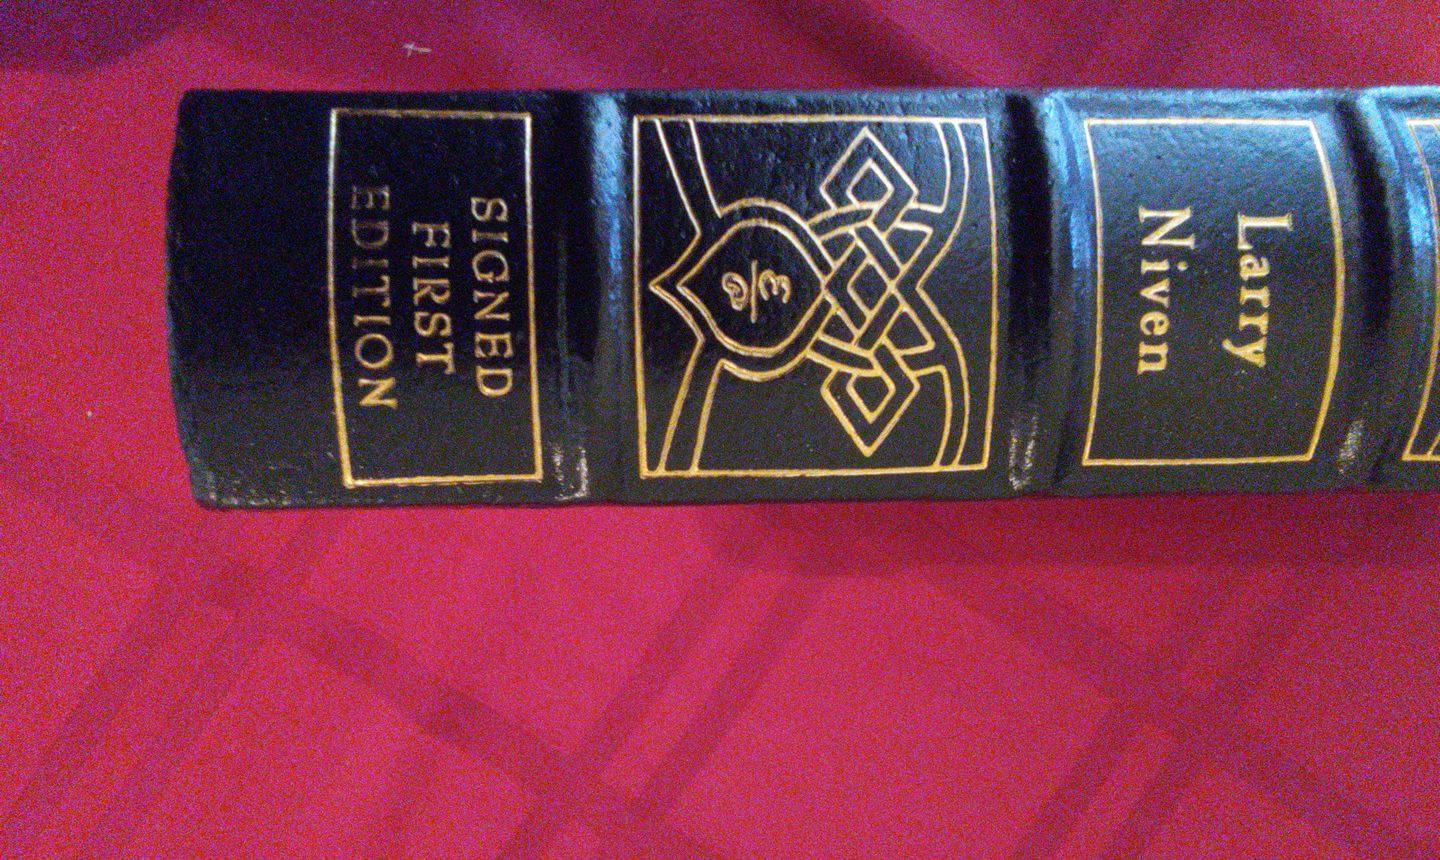 Larry
Niven
SIGNED
FIRST
EDITION